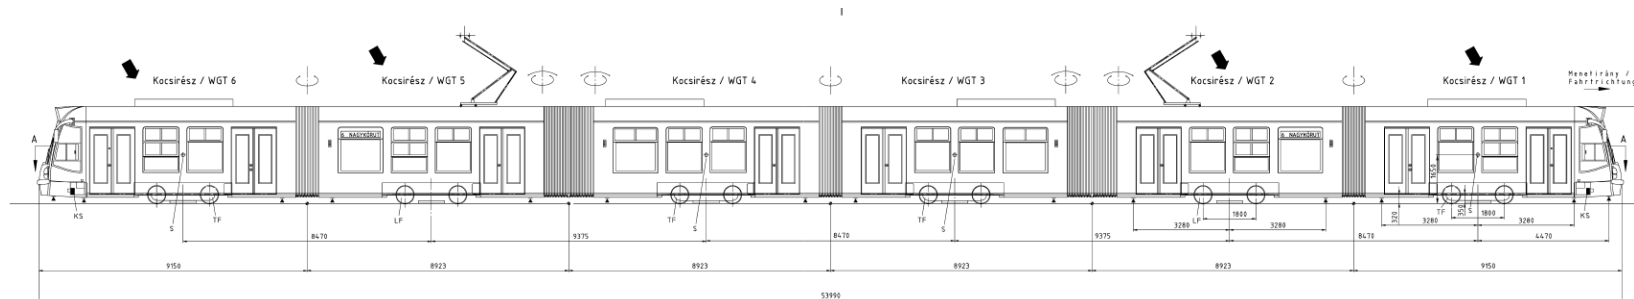 I
Kocsirész / WGT 6
Kocsirész / WGT 5
Kocsirész / WGT 4
Kocsirész / WGT 3
Kocsirész / WGT 2
Kocsirész / WGT 1
Menetirány /
Fahrtrichtung
6 NAGYKÖRUT
6 NAGYKÖRUT
A
A
KS
S
TF
LF
TF
S
TF
S
LF
TF
S
KS
1650
350
320
1800
1800
3280
3280
3280
3280
8470
9375
8470
9375
8470
4470
9150
8923
8923
8923
8923
9150
53990